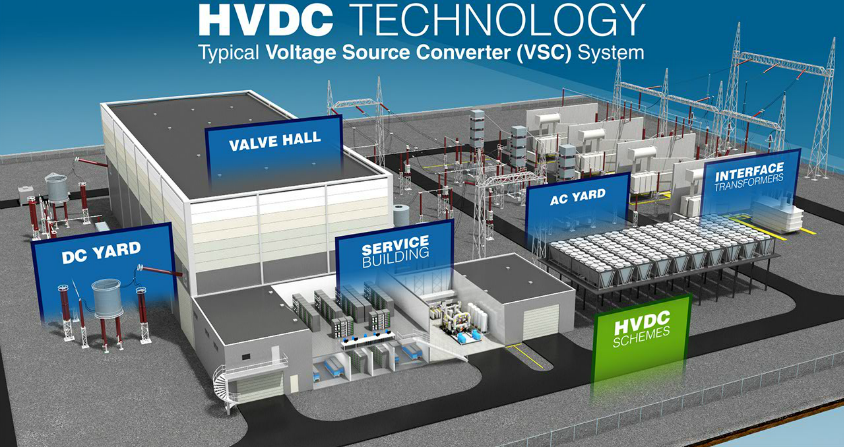 HVDC TECHNOLOGY
Typical Voltage Source Converter (VSC) System
VALVE HALL
INTERFACE
TRANSFORMERS
AC YARD
DC YARD
SERVICE
BUILDING
HVDC
SCHEMES